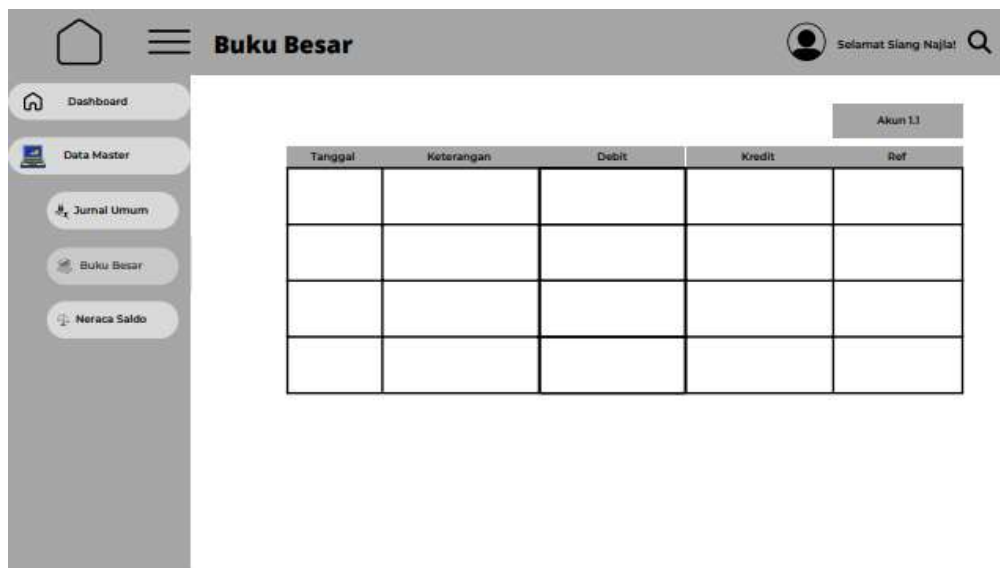 Buku Besar
Selamat Siang Najla!
Dashboard
Data Master
Jurnal Umum
Buku Besar
Neraca Saldo
Akun 1.1
Tanggal Keterangan Debit Kredit Ref